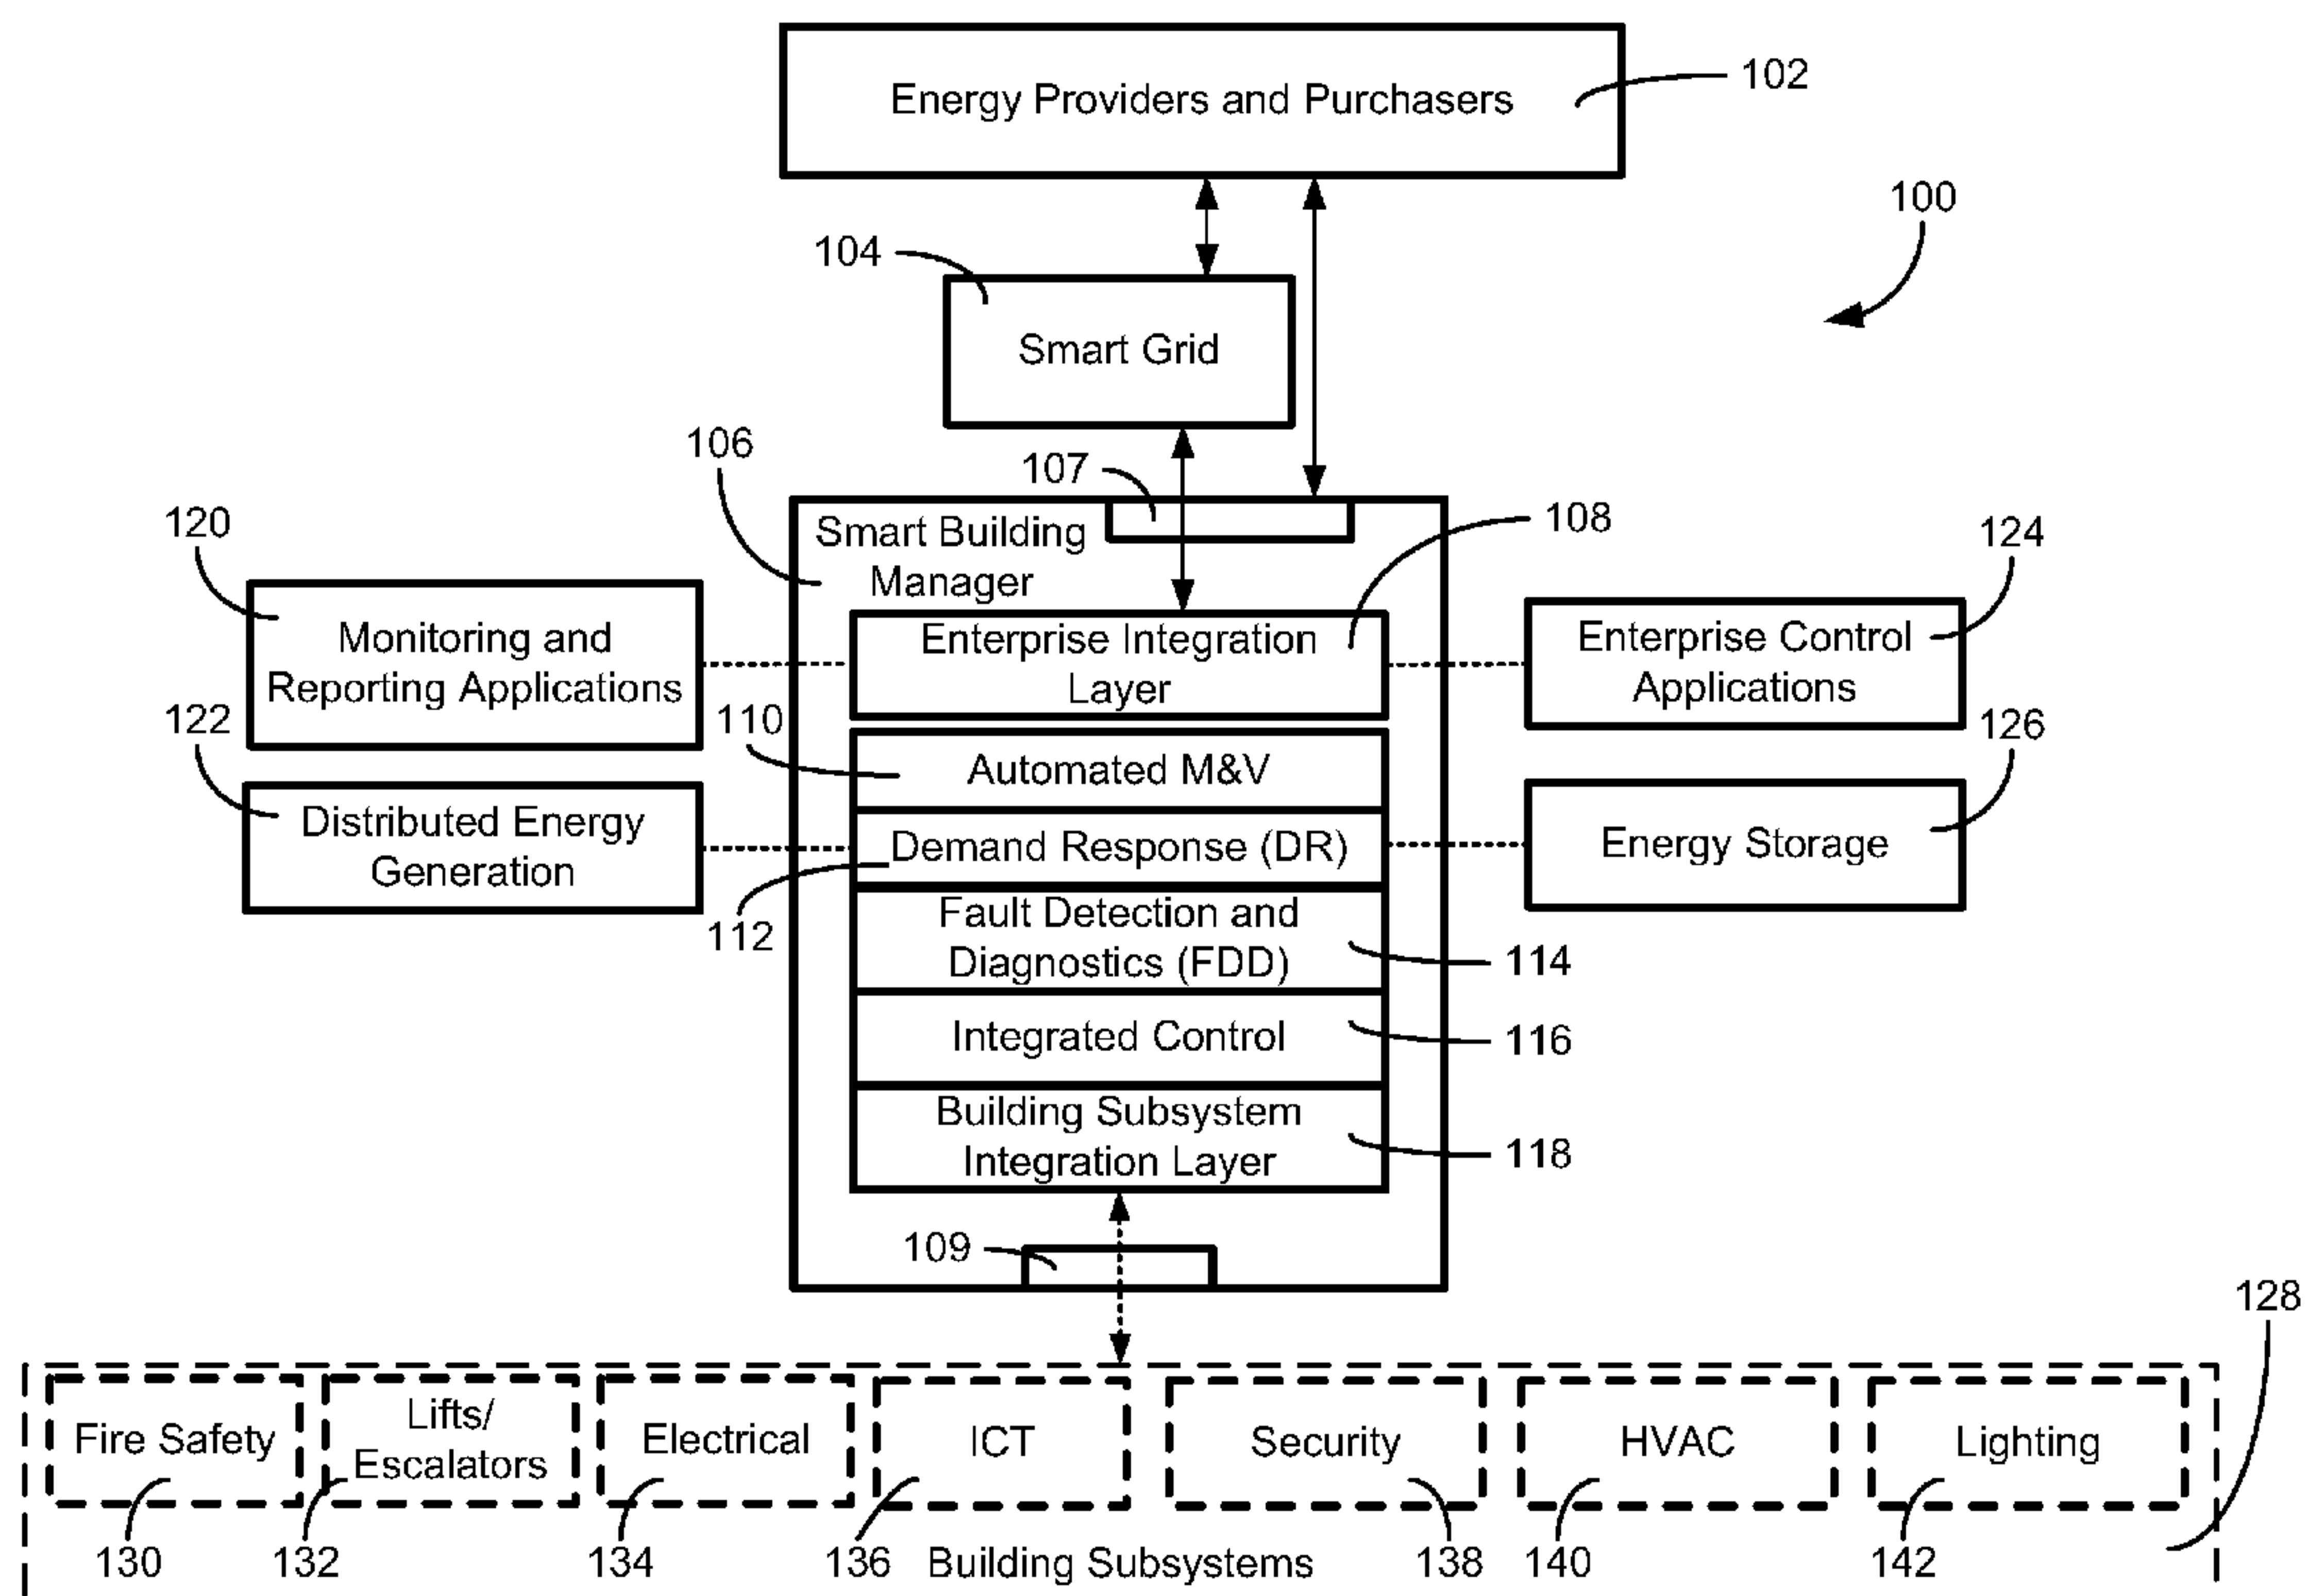 Energy Providers and Purchasers
102
100
104
Smart Grid
106
107
Smart Building
Manager
108
120
124
Monitoring and
Reporting Applications
Enterprise Integration
Layer
Enterprise Control
Applications
122
110
126
Automated M&V
Distributed Energy
Generation
Demand Response (DR)
Energy Storage
112
Fault Detection and
Diagnostics (FDD)
114
Integrated Control
116
Building Subsystem
Integration Layer
118
109
128
Fire Safety
Lifts/
Escalators
Electrical
ICT
Security
HVAC
Lighting
130
132
134
136
Building Subsystems
138
140
142